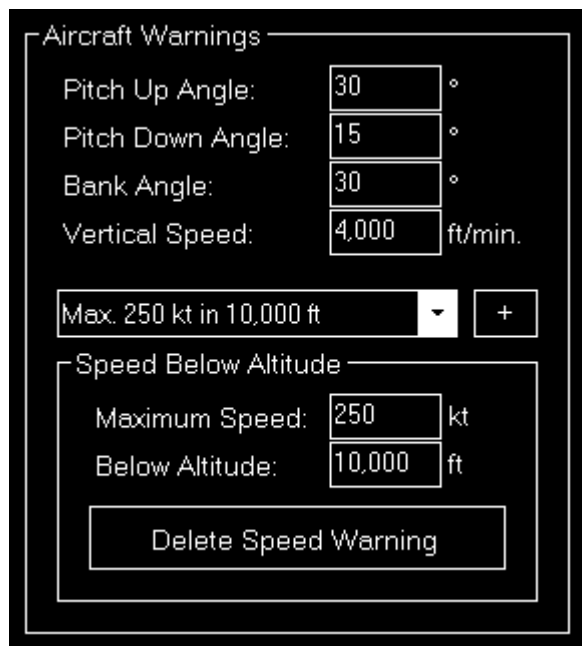 Aircraft Warnings
Pitch Up Angle: 30 °
Pitch Down Angle: 15 °
Bank Angle: 30 °
Vertical Speed: 4,000 ft/min.
Max. 250 kt in 10,000 ft +
Speed Below Altitude
Maximum Speed: 250 kt
Below Altitude: 10,000 ft
Delete Speed Warning